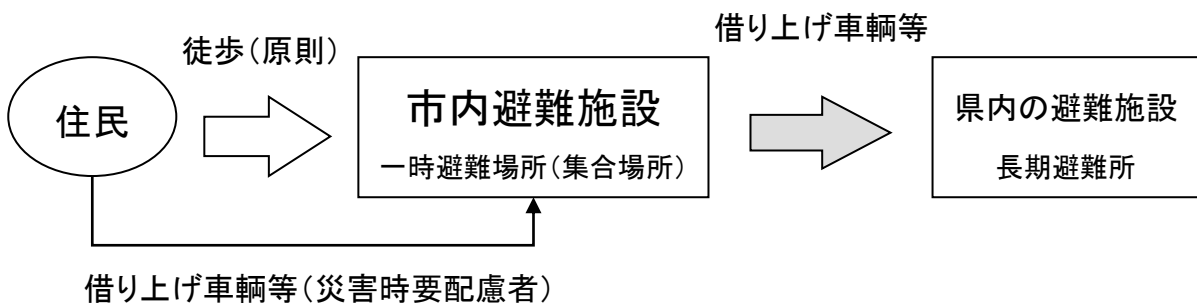 借り上げ車輌等
徒歩(原則)
住民
市内避難施設
一時避難場所(集合場所)
県内の避難施設
長期避難所
借り上げ車輌等(災害時要配慮者)